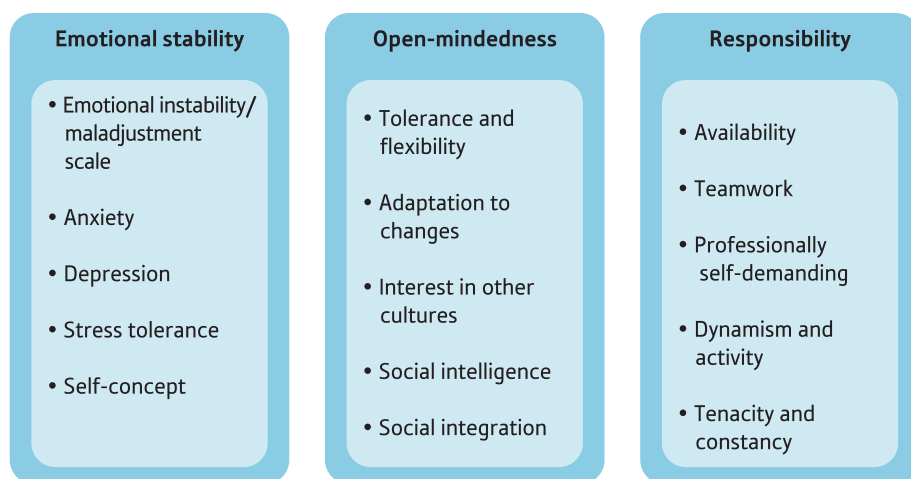 Emotional stability
• Emotional instability/
maladjustment
scale
• Anxiety
• Depression
• Stress tolerance
• Self-concept
Open-mindedness
• Tolerance and
flexibility
• Adaptation to
changes
• Interest in other
cultures
• Social intelligence
• Social integration
Responsibility
• Availability
• Teamwork
• Professionally
self-demanding
• Dynamism and
activity
• Tenacity and
constancy